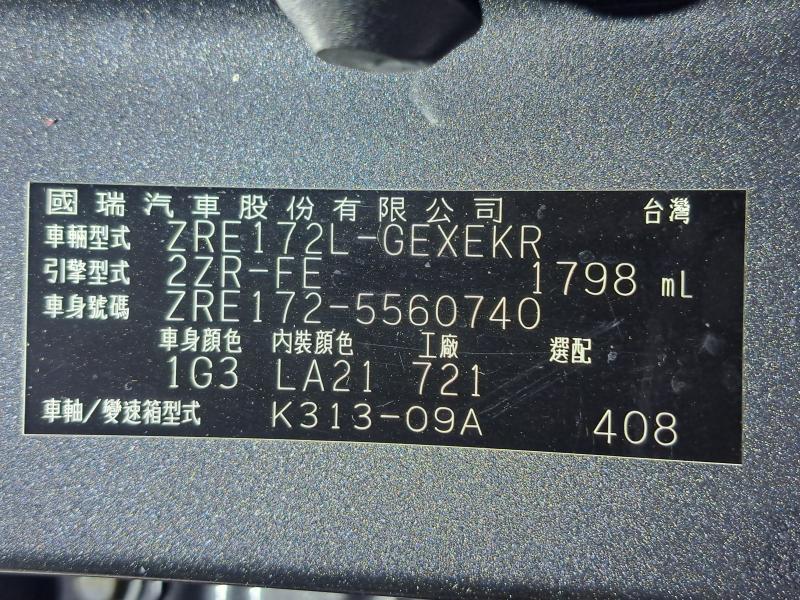 國瑞汽車股份有限公司 台灣
車輛型式 ZRE172L-GEXEKR
引擎型式 2ZR-FE 1798 mL
車身號碼 ZRE172-5560740
車身顏色 內裝顏色 工廠 選配
1G3 LA21 721
車軸/變速箱型式 K313-09A 408